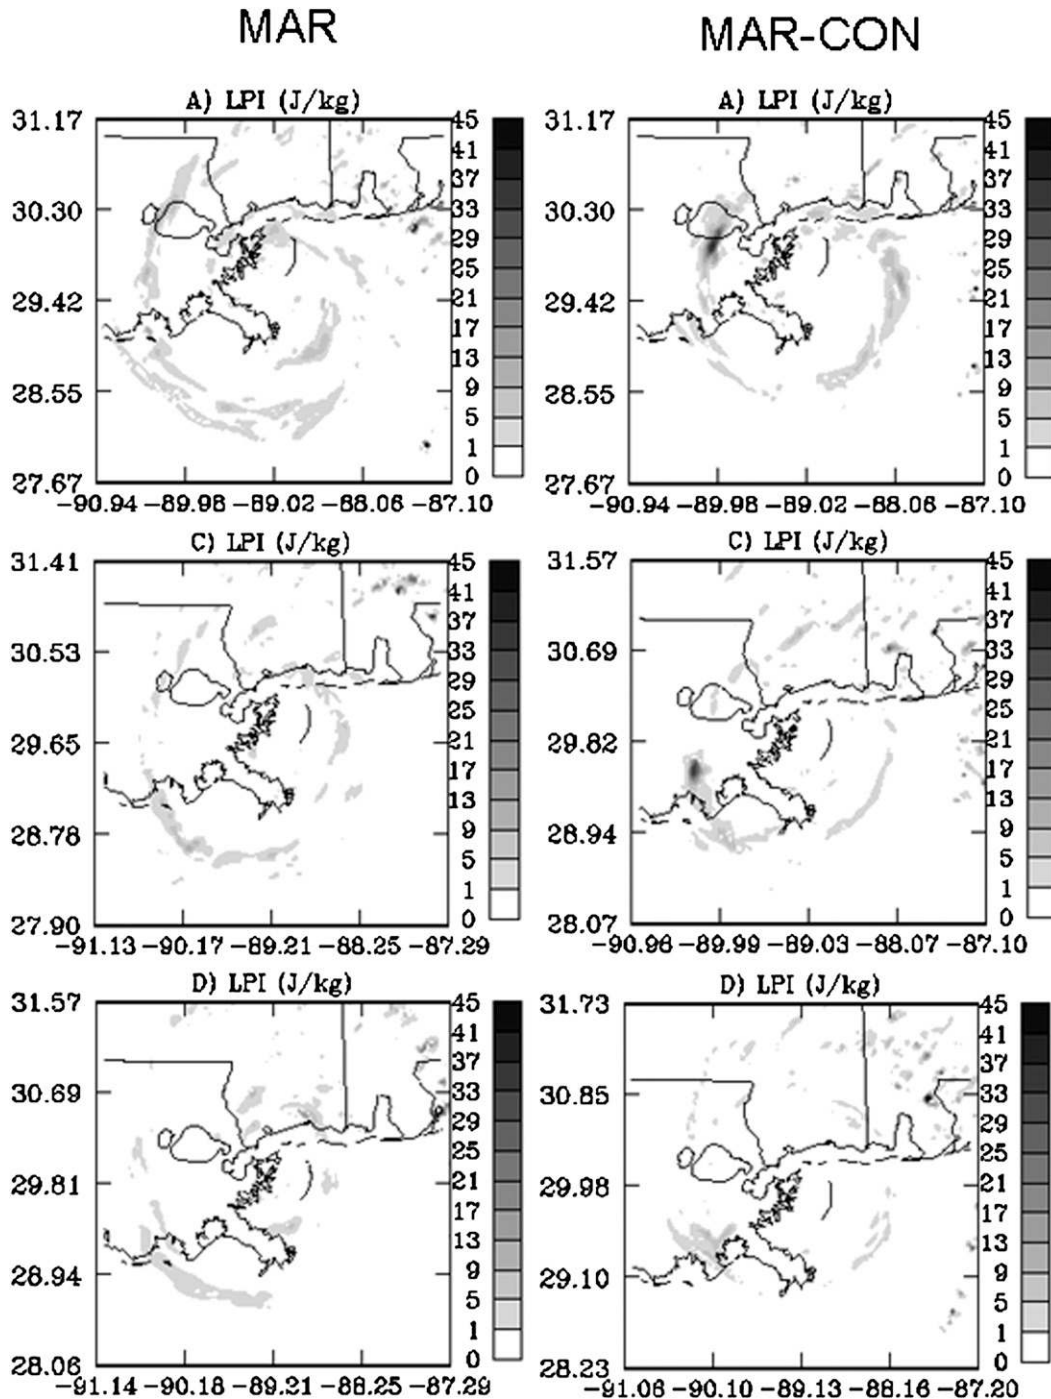 MAR MAR-CON
A) LPI (J/kg) A) LPI (J/kg)
31.17 45 31.17 45
41 41
37 37
30.30 33 30.30 33
29 29
25 25
29.42 21 29.42 21
17 17
13 13
28.55 9 28.55 9
5 5
1 1
27.67 0 27.67 0
-90.94 -89.98 -89.02 -88.06 -87.10 -90.94 -89.98 -89.02 -88.06 -87.10
C) LPI (J/kg) C) LPI (J/kg)
31.41 45 31.57 45
41 41
37 37
30.53 33 30.69 33
29 29
25 25
29.65 21 29.82 21
17 17
13 13
28.78 9 28.94 9
5 5
1 1
27.90 0 28.07 0
-91.13 -90.17 -89.21 -88.25 -87.29 -90.96 -89.99 -89.03 -88.07 -87.10
D) LPI (J/kg) D) LPI (J/kg)
31.57 45 31.73 45
41 41
37 37
30.69 33 30.85 33
29 29
25 25
29.81 21 29.98 21
17 17
13 13
28.94 9 29.10 9
5 5
1 1
28.06 0 28.23 0
-91.14 -90.18 -89.21 -88.25 -87.29 -91.06 -90.10 -89.13 -88.16 -87.20